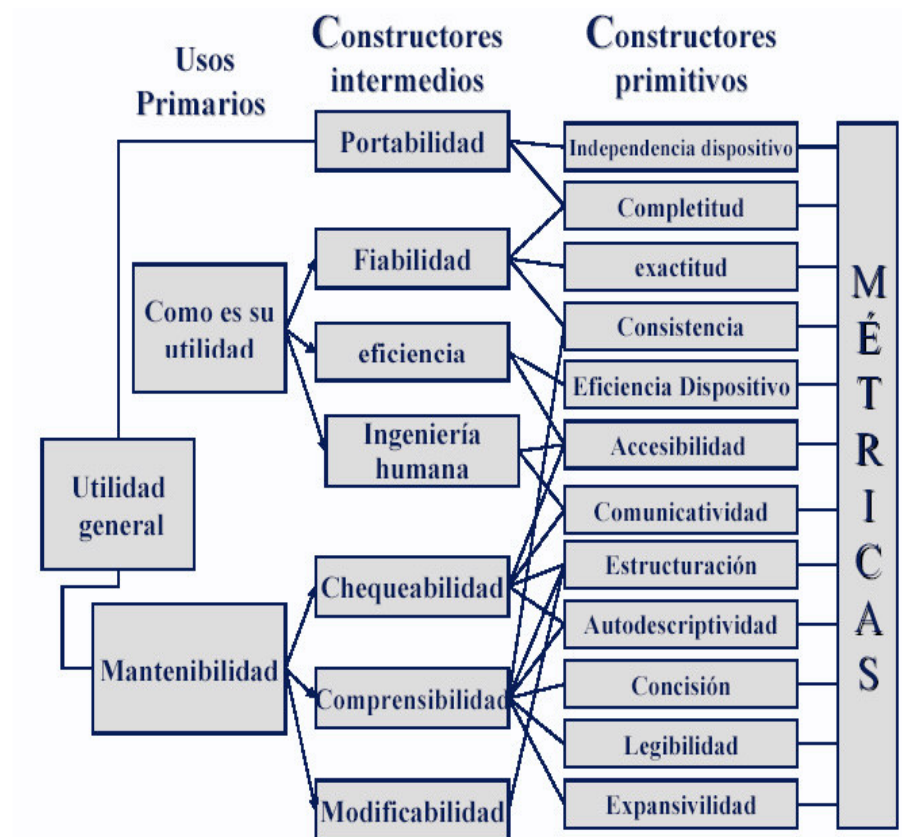 Usos
Primarios
Constructores
intermedios
Constructores
primitivos
Utilidad
general
Como es su
utilidad
Mantenibilidad
Portabilidad
Fiabilidad
eficiencia
Ingeniería
humana
Chequeabilidad
Comprensibilidad
Modificabilidad
Independencia dispositivo
Completitud
exactitud
Consistencia
Eficiencia Dispositivo
Accesibilidad
Comunicatividad
Estructuración
Autodescriptividad
Concisión
Legibilidad
Expansivilidad
MÉTRICAS